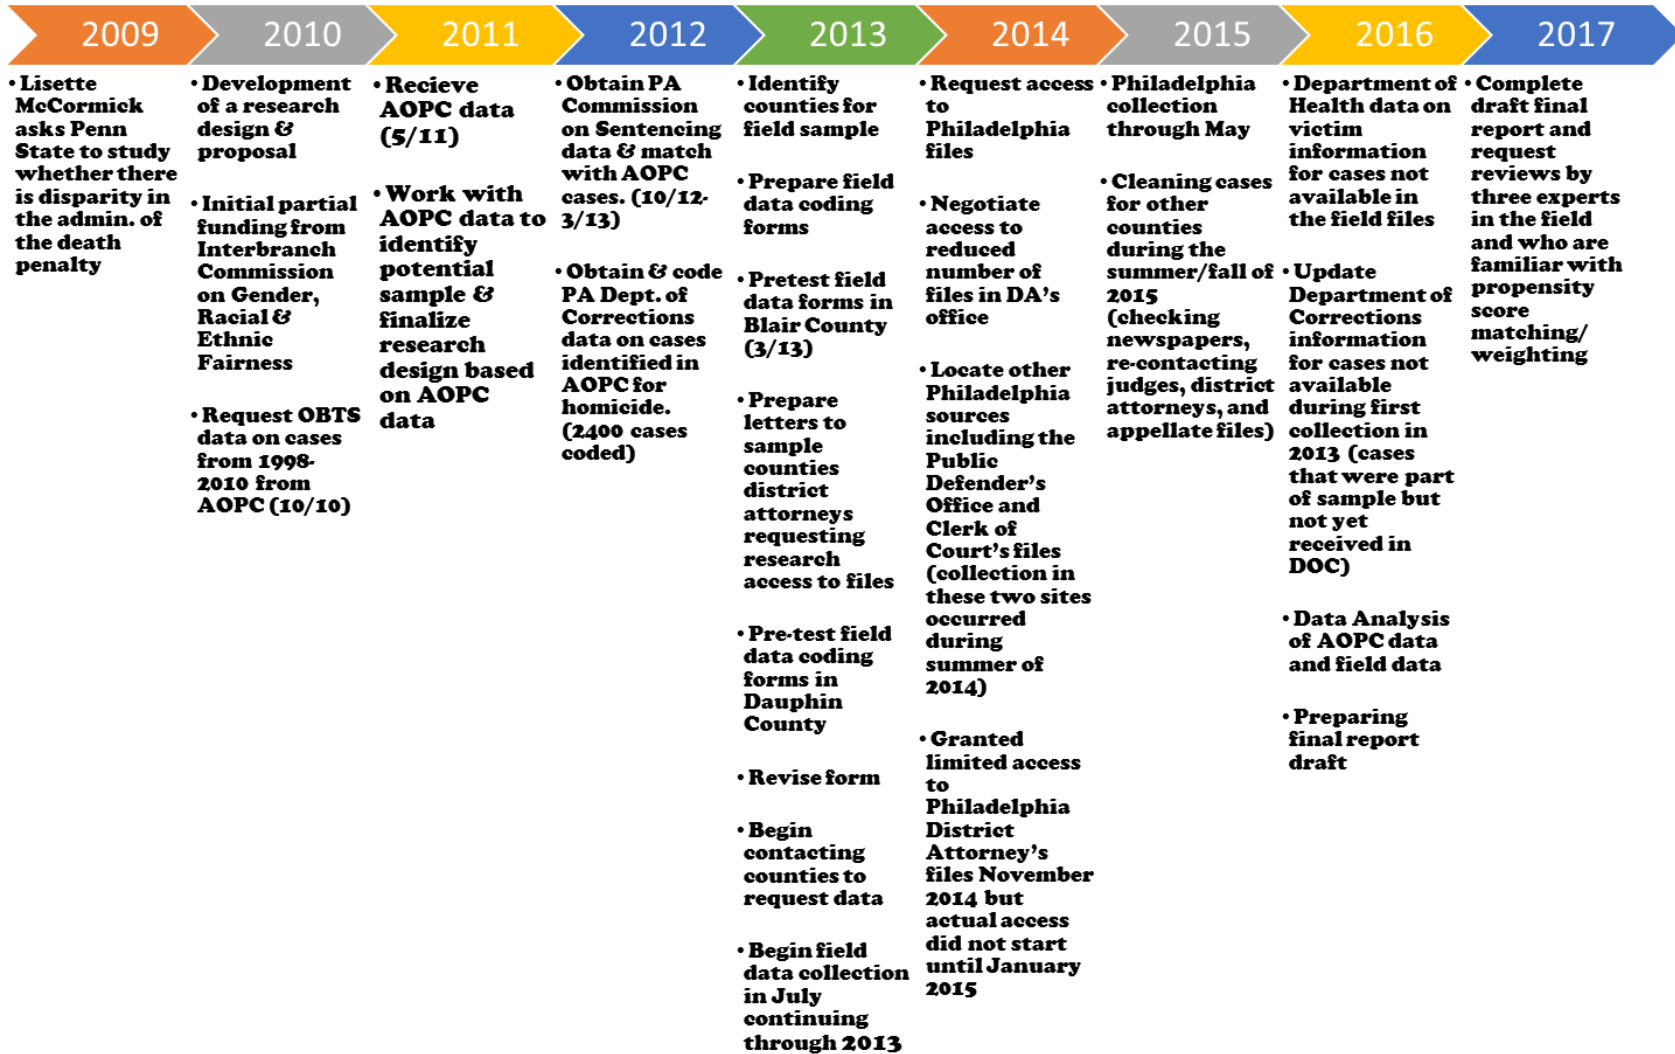 2009
2010
2011
2012
2013
2014
2015
2016
2017
• Lisette
McCormick
asks Penn
State to study
whether there
is disparity in
the admin. of
the death
penalty
• Development
of a research
design &
proposal
• Initial partial
funding from
Interbranch
Commission
on Gender,
Racial &
Ethnic
Fairness
• Request OBTS
data on cases
from 1998-
2010 from
AOPC (10/10)
• Recieve
AOPC data
(5/11)
• Work with
AOPC data to
identify
potential
sample &
finalize
research
design based
on AOPC
data
• Obtain PA
Commission
on Sentencing
data & match
with AOPC
cases. (10/12-
3/13)
• Obtain & code
PA Dept. of
Corrections
data on cases
identified in
AOPC for
homicide.
(2400 cases
coded)
• Identify
counties for
field sample
• Prepare field
data coding
forms
• Pretest field
data forms in
Blair County
(3/13)
• Prepare
letters to
sample
counties
district
attorneys
requesting
research
access to files
• Pre-test field
data coding
forms in
Dauphin
County
• Revise form
• Begin
contacting
counties to
request data
• Begin field
data collection
in July
continuing
through 2013
• Request access
to
Philadelphia
files
• Negotiate
access to
reduced
number of
files in DA's
office
• Locate other
Philadelphia
sources
including the
Public
Defender's
Office and
Clerk of
Court's files
(collection in
these two sites
occurred
during
summer of
2014)
• Granted
limited access
to
Philadelphia
District
Attorney's
files November
2014 but
actual access
did not start
until January
2015
• Philadelphia
collection
through May
• Cleaning cases
for other
counties
during the
summer/fall of
2015
(checking
newspapers,
re-contacting
judges, district
attorneys, and
appellate files)
• Department of
Health data on
victim
information
for cases not
available in
the field files
• Update
Department of
Corrections
information
for cases not
available
during first
collection in
2013 (cases
that were part
of sample but
not yet
received in
DOC)
• Data Analysis
of AOPC data
and field data
• Preparing
final report
draft
• Complete
draft final
report and
request
reviews by
three experts
in the field
and who are
familiar with
propensity
score
matching/
weighting